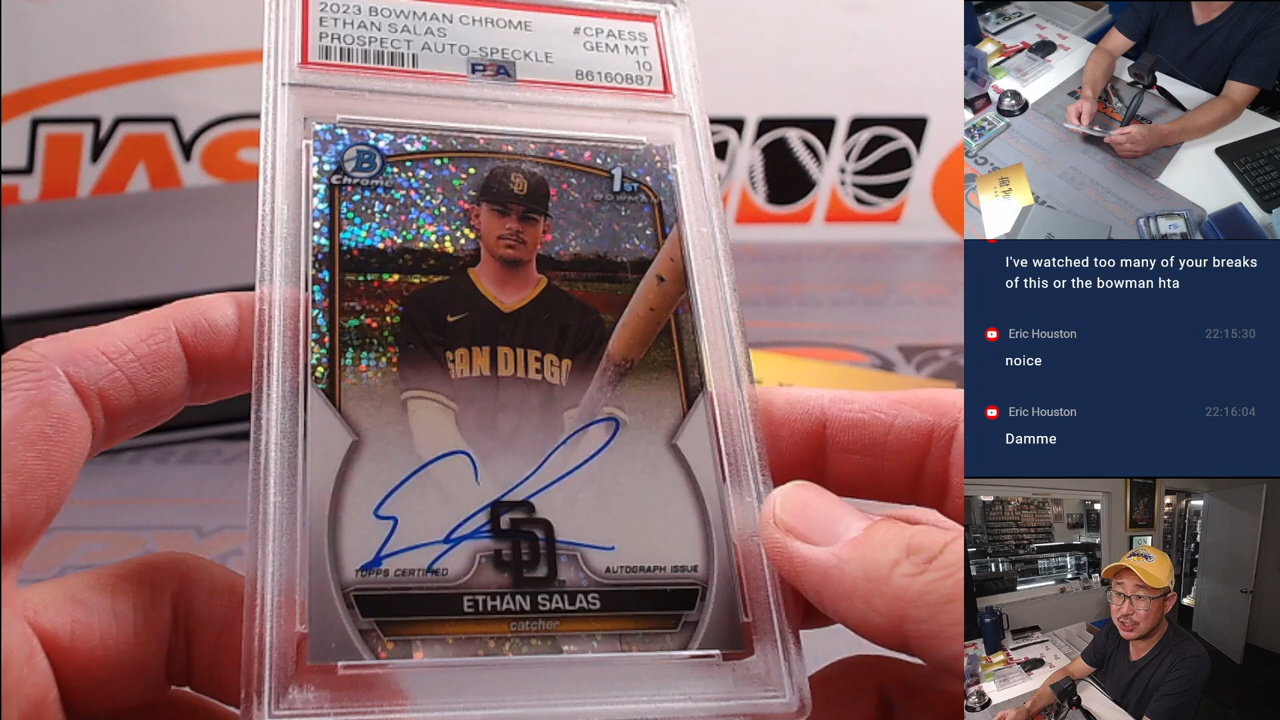 2023 BOWMAN CHROME
#CPAESS
ETHAN SALAS
GEM MT
PROSPECT AUTO-SPECKLE
10
PSA
86160887
B
Chrome
1ST
BOWMAN
SD
SAN DIEGO
SD
TOPPS CERTIFIED
AUTOGRAPH ISSUE
ETHAN SALAS
catcher
I've watched too many of your breaks
of this or the bowman hta
Eric Houston
22:15:30
noice
Eric Houston
22:16:04
Damme